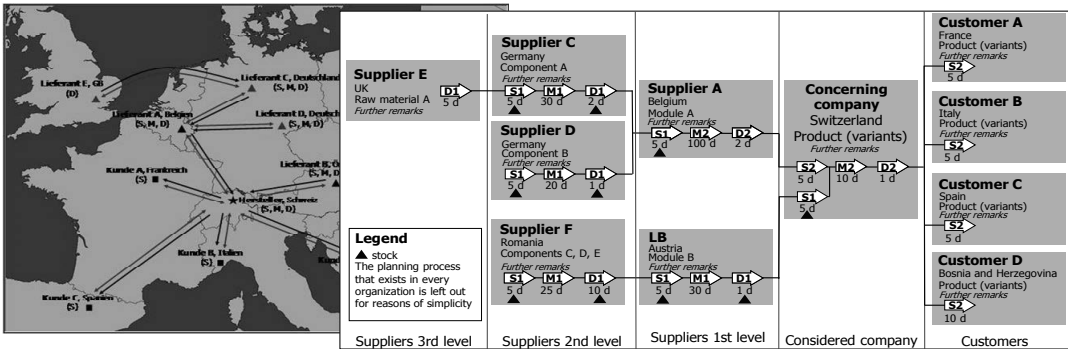 Lieferant E, GB
(D)
Lieferant C, Deutschland
(S, M, D)
Lieferant A, Belgien
(S, M, D)
Lieferant D, Deutsch
(S, M, D)
Lieferant B, Ö
(S, M, D
Kunde A, Frankreich
(S)
Hersteller, Schweiz
(S, M, D)
Kunde B, Italien
(S)
Kunde C, Spanien
(S)
Supplier E
UK
Raw material A
Further remarks
D1
5 d
Legend
stock
The planning process
that exists in every
organization is left out
for reasons of simplicity
Suppliers 3rd level
Supplier C
Germany
Component A
Further remarks
S1 M1 D1
5 d 30 d 2 d
Supplier D
Germany
Component B
Further remarks
S1 M1 D1
5 d 20 d 1 d
Supplier F
Romania
Components C, D, E
Further remarks
S1 M1 D1
5 d 25 d 10 d
Suppliers 2nd level
Supplier A
Belgium
Module A
Further remarks
S1 M2 D2
5 d 100 d 2 d
LB
Austria
Module B
Further remarks
S1 M1 D1
5 d 30 d 1 d
Suppliers 1st level
Concerning
company
Switzerland
Product (variants)
Further remarks
S2 M2 D2
5 d 10 d 1 d
S1
5 d
Considered company
Customer A
France
Product (variants)
Further remarks
S2
5 d
Customer B
Italy
Product (variants)
Further remarks
S2
5 d
Customer C
Spain
Product (variants)
Further remarks
S2
5 d
Customer D
Bosnia and Herzegovina
Product (variants)
Further remarks
S2
10 d
Customers